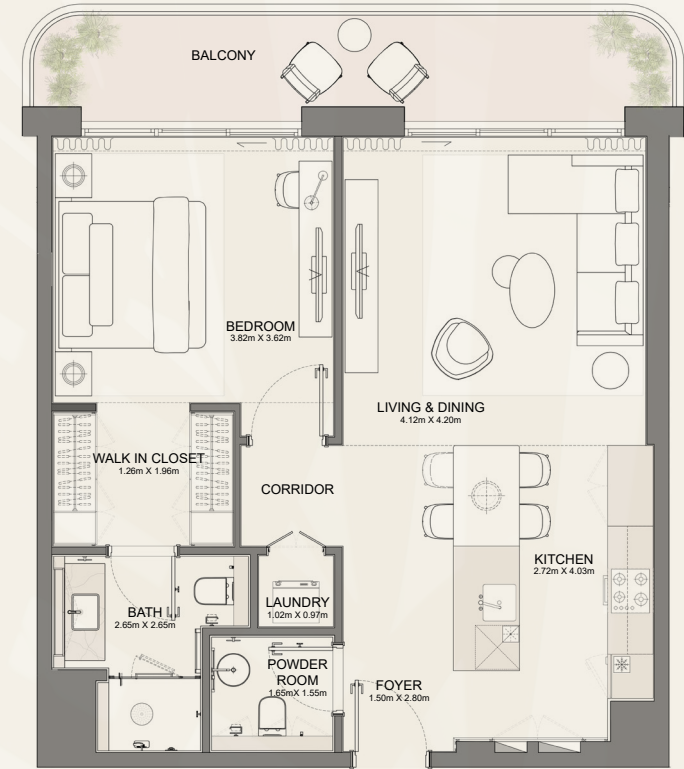 BALCONY
BEDROOM
3.82m X 3.62m
LIVING & DINING
4.12m X 4.20m
WALK IN CLOSET
1.26m X 1.96m
CORRIDOR
KITCHEN
2.72m X 4.03m
BATH
2.65m X 2.65m
LAUNDRY
1.02m X 0.97m
POWDER
ROOM
1.65mX 1.55m
FOYER
1.50m X 2.80m